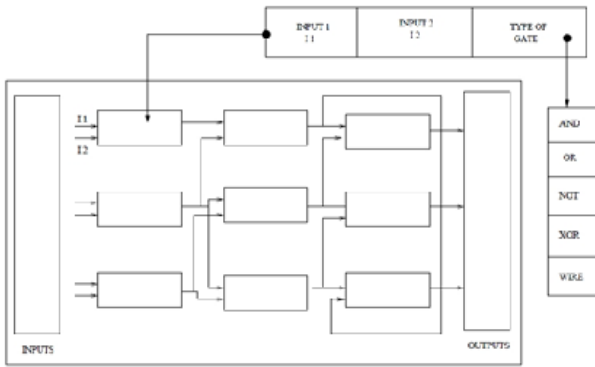 INPUT 1
I1
INPUT 2
I2
TYPE OF
GATE
I1
I2
AND
OR
NOT
XOR
WIRE
INPUTS
OUTPUTS